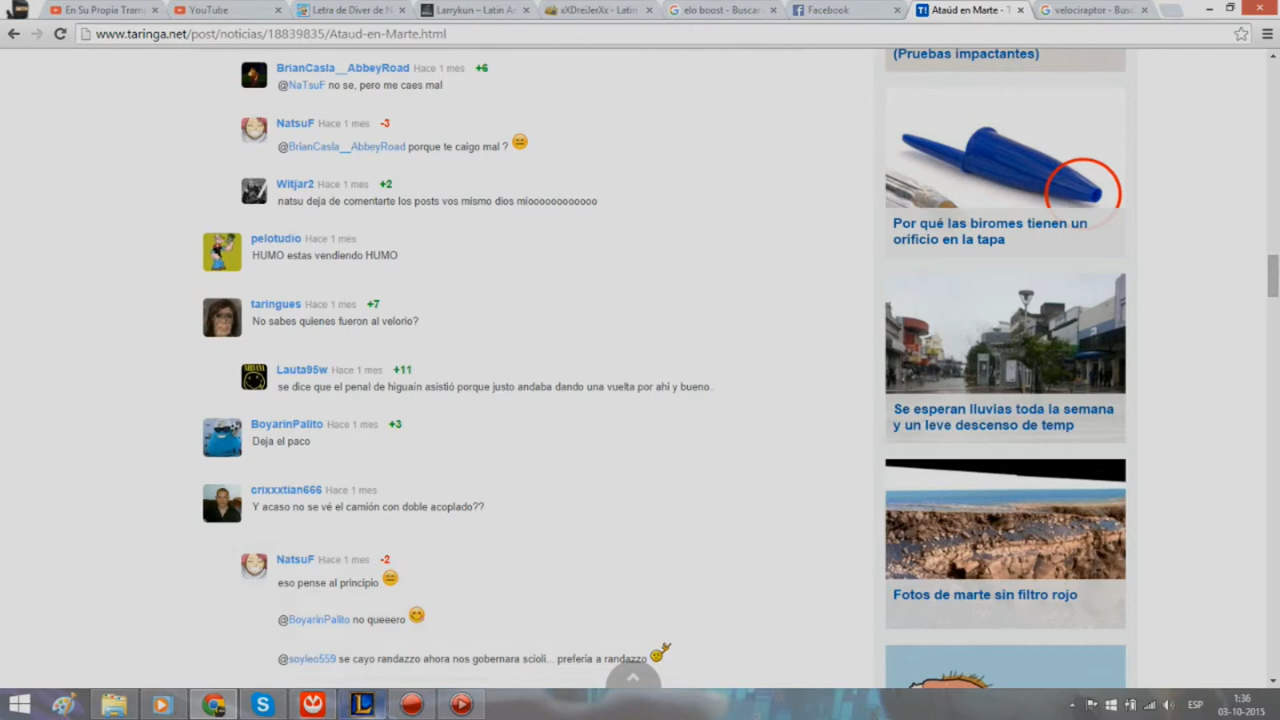 En Su Propia Tramp
YouTube
Letra de Diver de N
Larrykun – Latin Am
xXDreiJerXx - Latin
elo boost - Buscar
Facebook
Ataúd en Marte - T
velociraptor - Busc
www.taringa.net/post/noticias/18839835/Ataud-en-Marte.html
BrianCasla__AbbeyRoad Hace 1 mes +6
@NaTsuF no se, pero me caes mal
NatsuF Hace 1 mes -3
@BrianCasla__AbbeyRoad porque te caigo mal ?
Witjar2 Hace 1 mes +2
natsu deja de comentarte los posts vos mismo dios mioooooooooooo
pelotudio Hace 1 mes
HUMO estas vendiendo HUMO
taringues Hace 1 mes +7
No sabes quienes fueron al velorio?
Lauta95w Hace 1 mes +11
se dice que el penal de higuaín asistió porque justo andaba dando una vuelta por ahí y bueno..
BoyarinPalito Hace 1 mes +3
Deja el paco
crixxxtian666 Hace 1 mes
Y acaso no se vé el camión con doble acoplado??
NatsuF Hace 1 mes -2
eso pense al principio
@BoyarinPalito no queeero
@soyleo559 se cayo randazzo ahora nos gobernara scioli... preferia a randazzo
(Pruebas impactantes)
Por qué las biromes tienen un
orificio en la tapa
Se esperan lluvias toda la semana
y un leve descenso de temp
Fotos de marte sin filtro rojo
ESP
1:36
03-10-2015